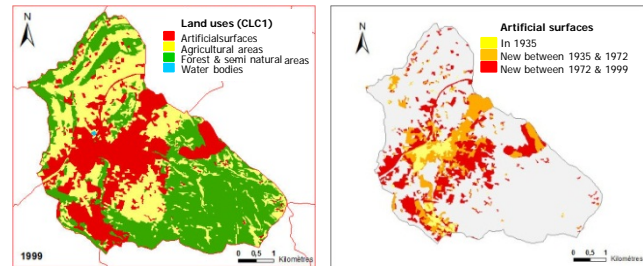 N
Land uses (CLC1)
Artificialsurfaces
Agricultural areas
Forest & semi natural areas
Water bodies
1999
0 0,5 1
Kilomètres
N
Artificial surfaces
In 1935
New between 1935 & 1972
New between 1972 & 1999
0 0,5 1
Kilomètres